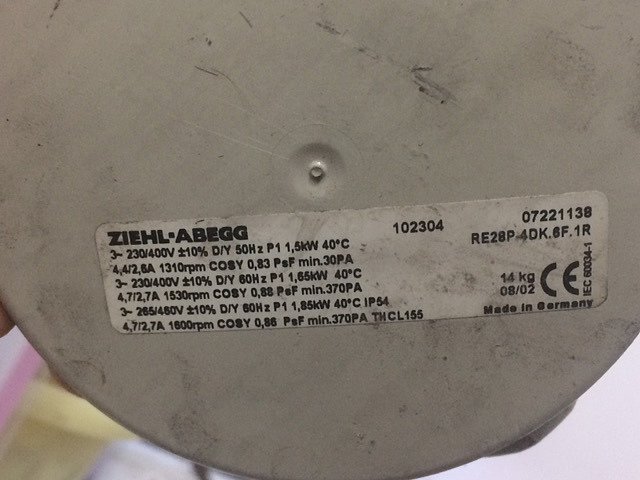 ZIEHL-ABEGG 102304 07221138
3~ 230/400V ±10% D/Y 50Hz P1 1,5kW 40°C RE28P-4DK.6F.1R
4,4/2,6A 1310rpm COSY 0,83 PsF min.30PA
3~ 230/400V ±10% D/Y 60Hz P1 1,65kW 40°C 14 kg CE IEC 60034-1
4,7/2,7A 1530rpm COSY 0,88 PsF min.370PA 08/02
3~ 265/460V ±10% D/Y 60Hz P1 1,85kW 40°C IP54 Made in Germany
4,7/2,7A 1600rpm COSY 0,86 PsF min.370PA THCL155